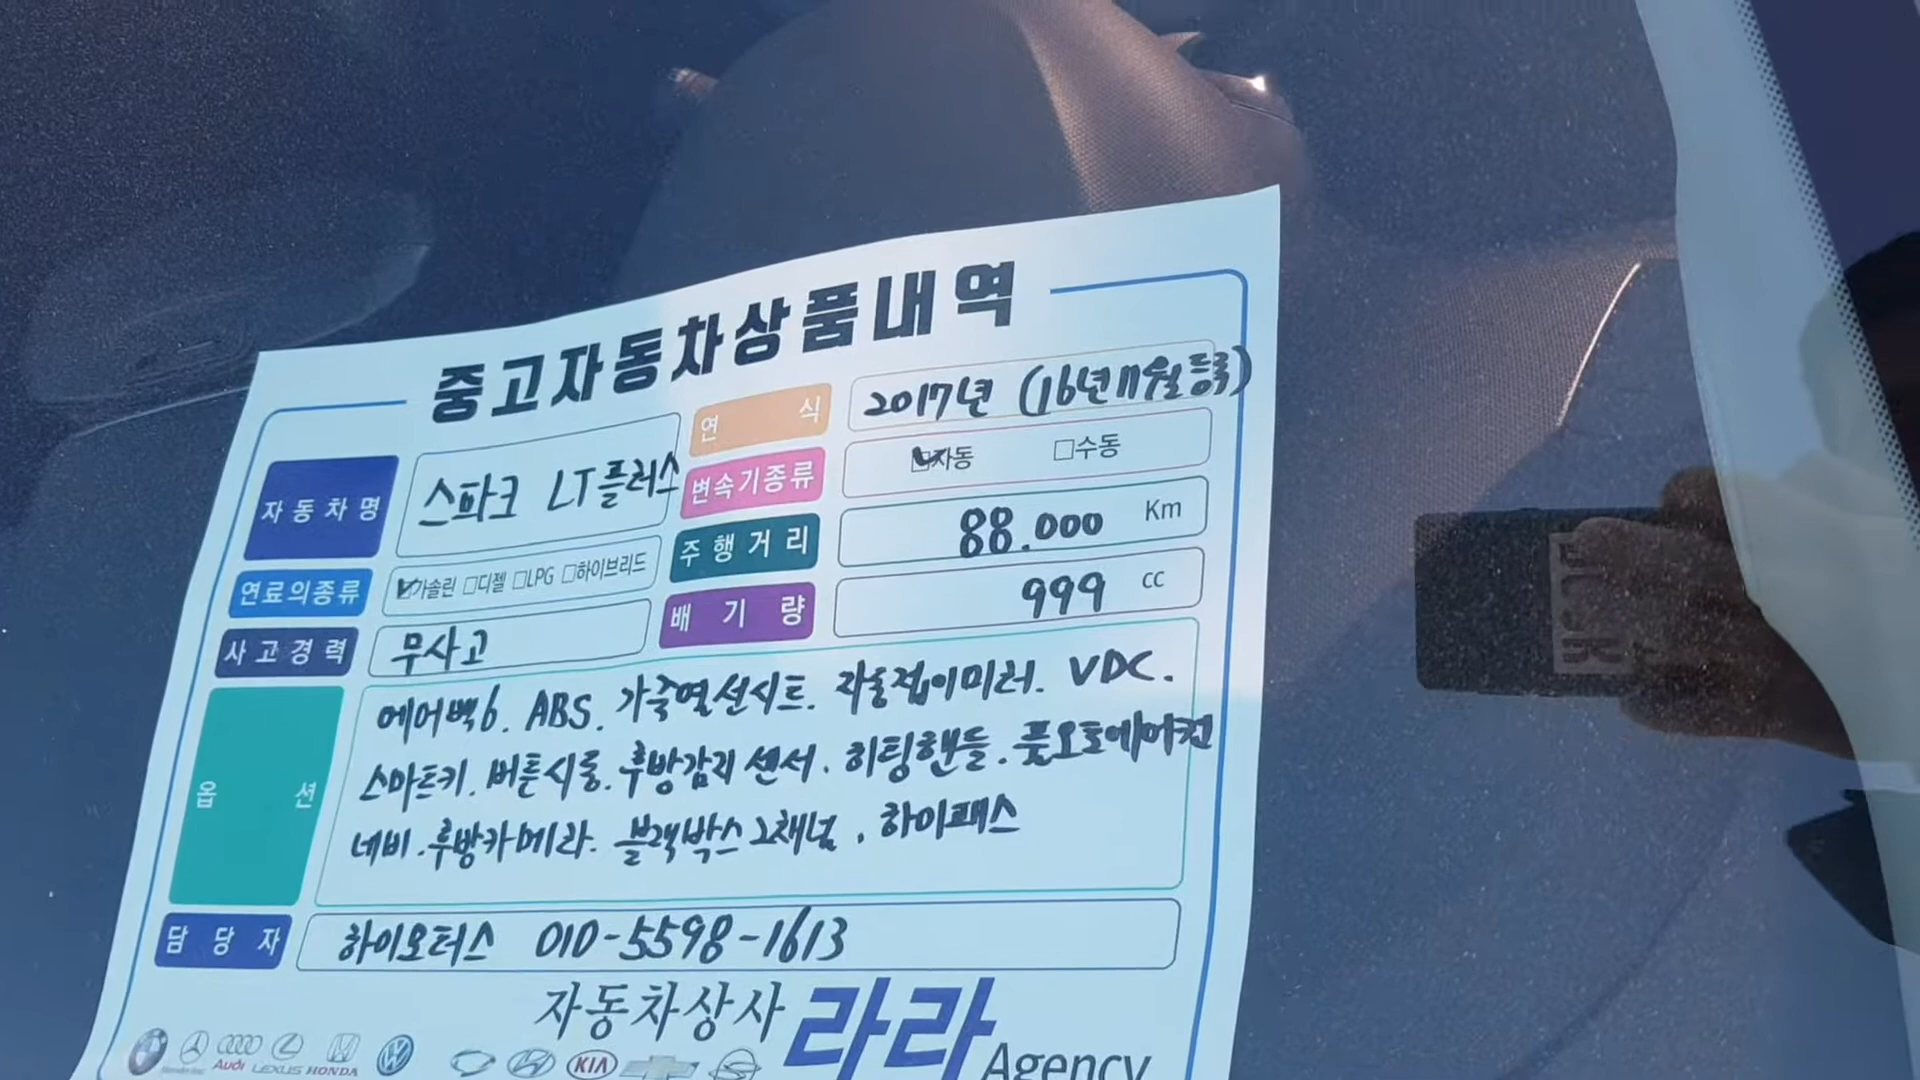 중고자동차상품내역
자동차명 스파크 LT플러스
연식 2017년 (16년 11월 등록)
변속기종류 자동 수동
연료의종류 가솔린 디젤 LPG 하이브리드
주행거리 88.000 Km
사고경력 무사고
배기량 999 cc
옵션
에어백6. ABS. 가죽열선시트. 자동접이미러. VDC.
스마트키. 버튼시동. 후방감지센서. 히팅핸들. 풀오토에어컨
네비. 후방카메라. 블랙박스2채널. 하이패스
담당자 하이모터스 010-5598-1613
자동차상사 라라 Agency
Audi LEXUS HONDA KIA